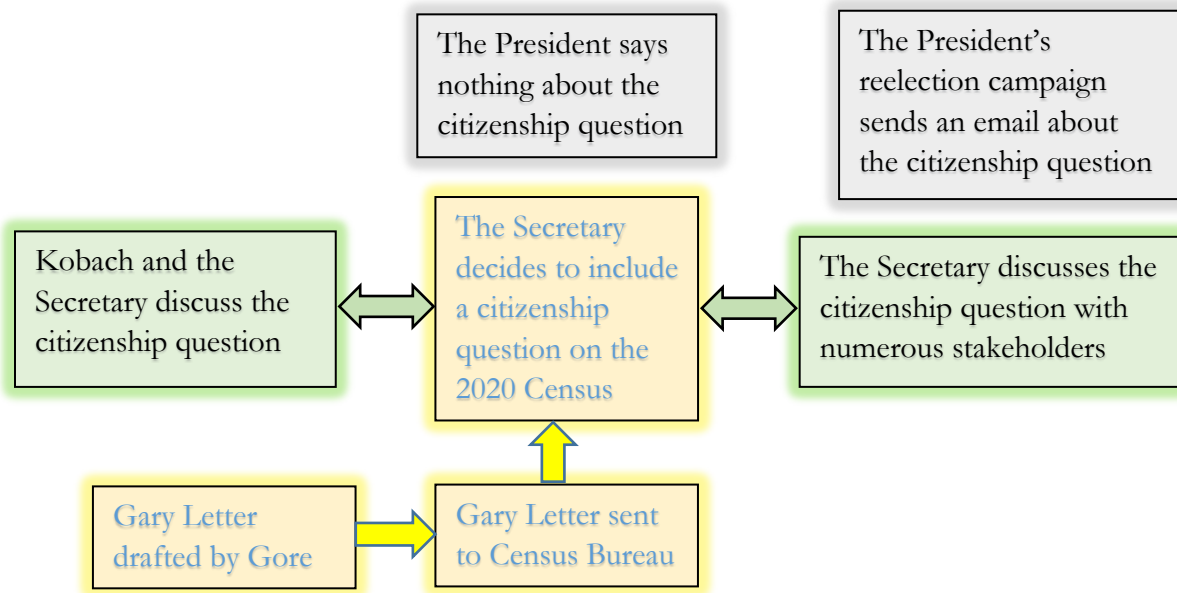 The President says
nothing about the
citizenship question
The President’s
reelection campaign
sends an email about
the citizenship question
Kobach and the
Secretary discuss the
citizenship question
The Secretary
decides to include
a citizenship
question on the
2020 Census
The Secretary discusses the
citizenship question with
numerous stakeholders
Gary Letter
drafted by Gore
Gary Letter sent
to Census Bureau